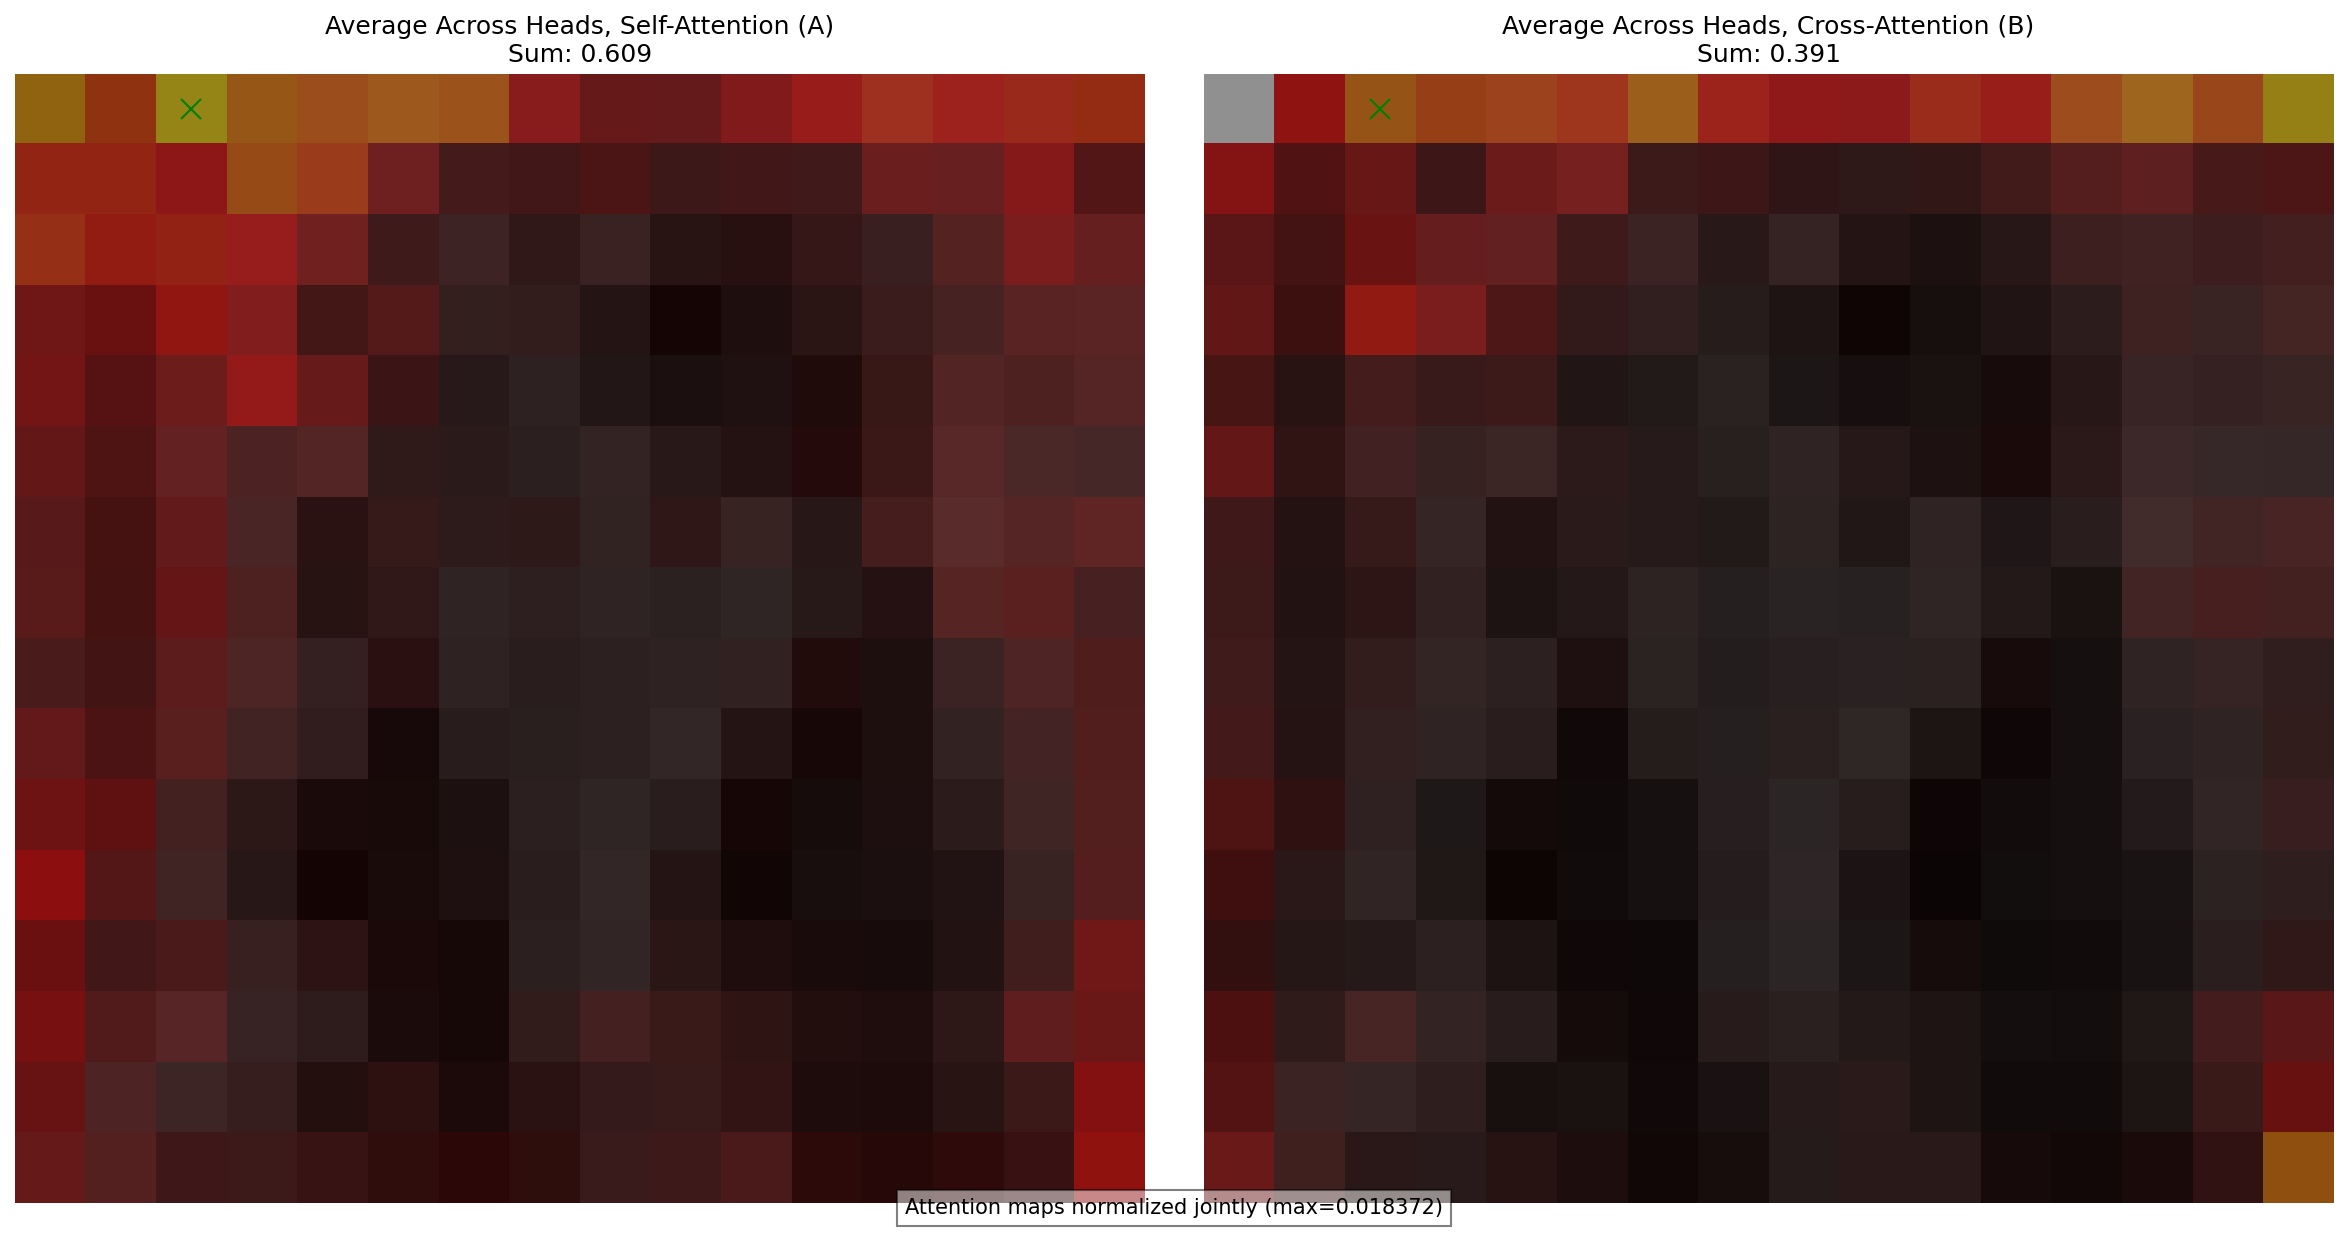 Average Across Heads, Self-Attention (A)
Sum: 0.609
Average Across Heads, Cross-Attention (B)
Sum: 0.391
Attention maps normalized jointly (max=0.018372)